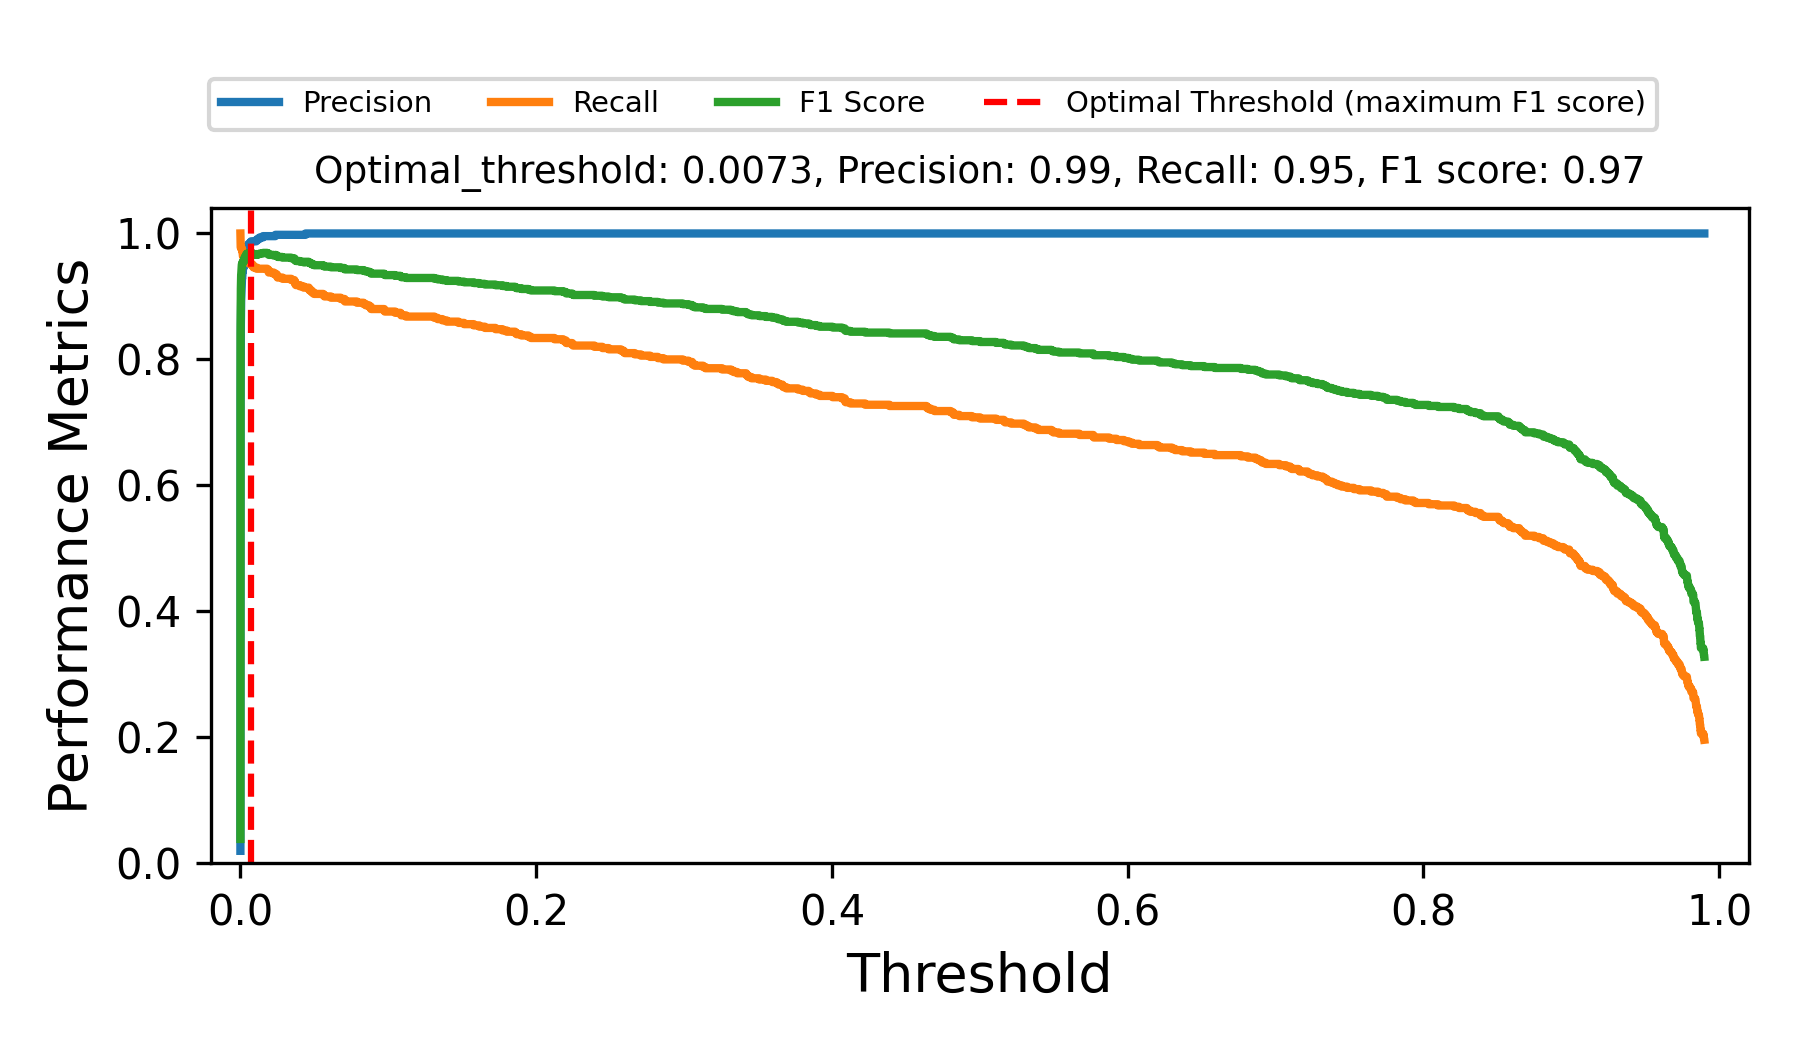 Precision Recall F1 Score Optimal Threshold (maximum F1 score)
Optimal_threshold: 0.0073, Precision: 0.99, Recall: 0.95, F1 score: 0.97
Performance Metrics
1.0
0.8
0.6
0.4
0.2
0.0
0.0 0.2 0.4 0.6 0.8 1.0
Threshold